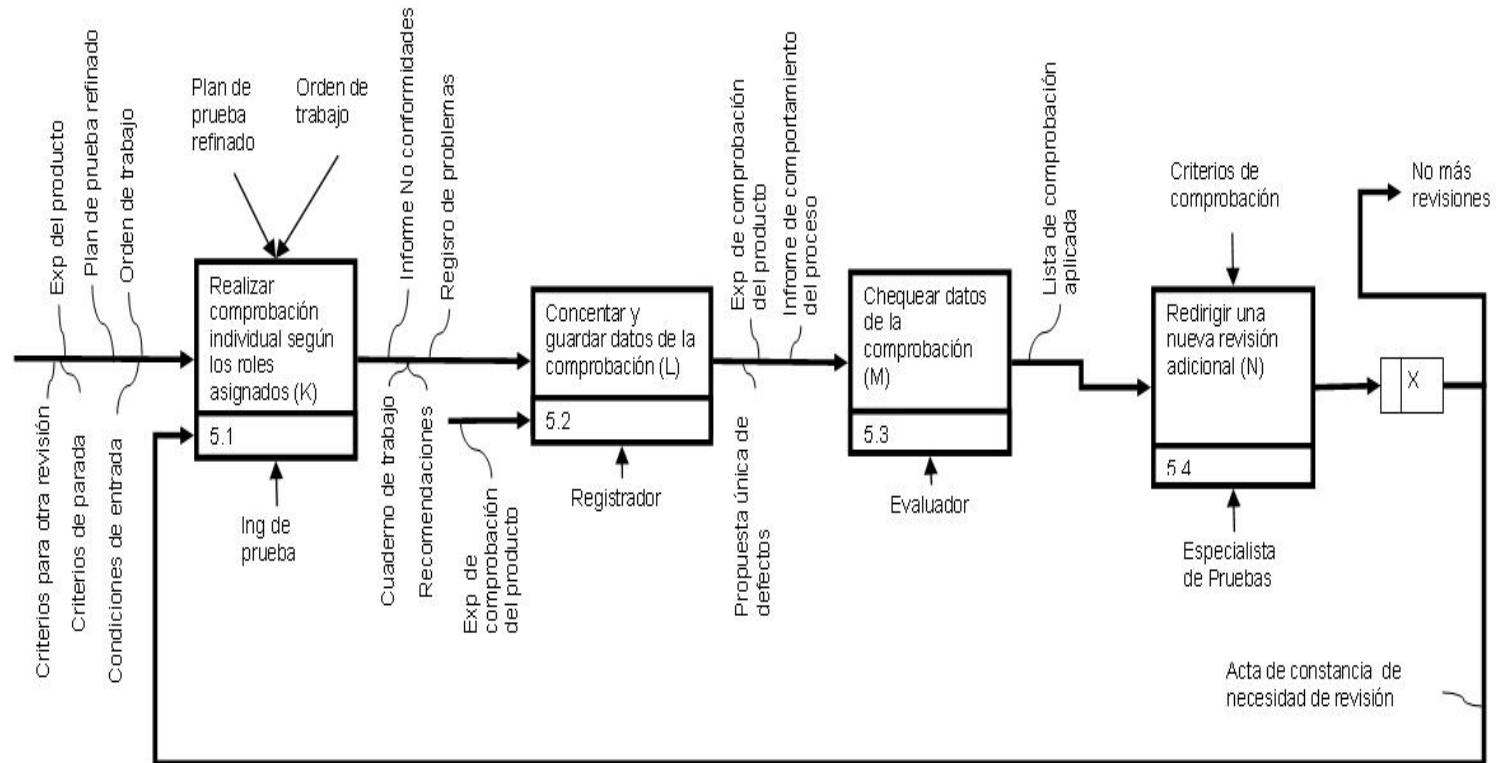 Exp del producto
Plan de prueba refinado
Orden de trabajo
Criterios para otra revisión
Criterios de parada
Condiciones de entrada
Plan de
prueba
refinado
Orden de
trabajo
Realizar
comprobación
individual según
los roles
asignados (K)
5.1
Ing de
prueba
Informe No conformidades
Regisro de problemas
Cuaderno de trabajo
Recomendaciones
Exp de
comprobación
del producto
Concentar y
guardar datos de la
comprobación (L)
5.2
Registrador
Exp de comprobación
del producto
Infrome de comportamiento
del proceso
Propuesta única de
defectos
Chequear datos
de la
comprobación
(M)
5.3
Evaluador
Lista de comprobación
aplicada
Criterios de
comprobación
Redirigir una
nueva revisión
adicional (N)
5.4
Especialista
de Pruebas
X
No más
revisiones
Acta de constancia de
necesidad de revisión